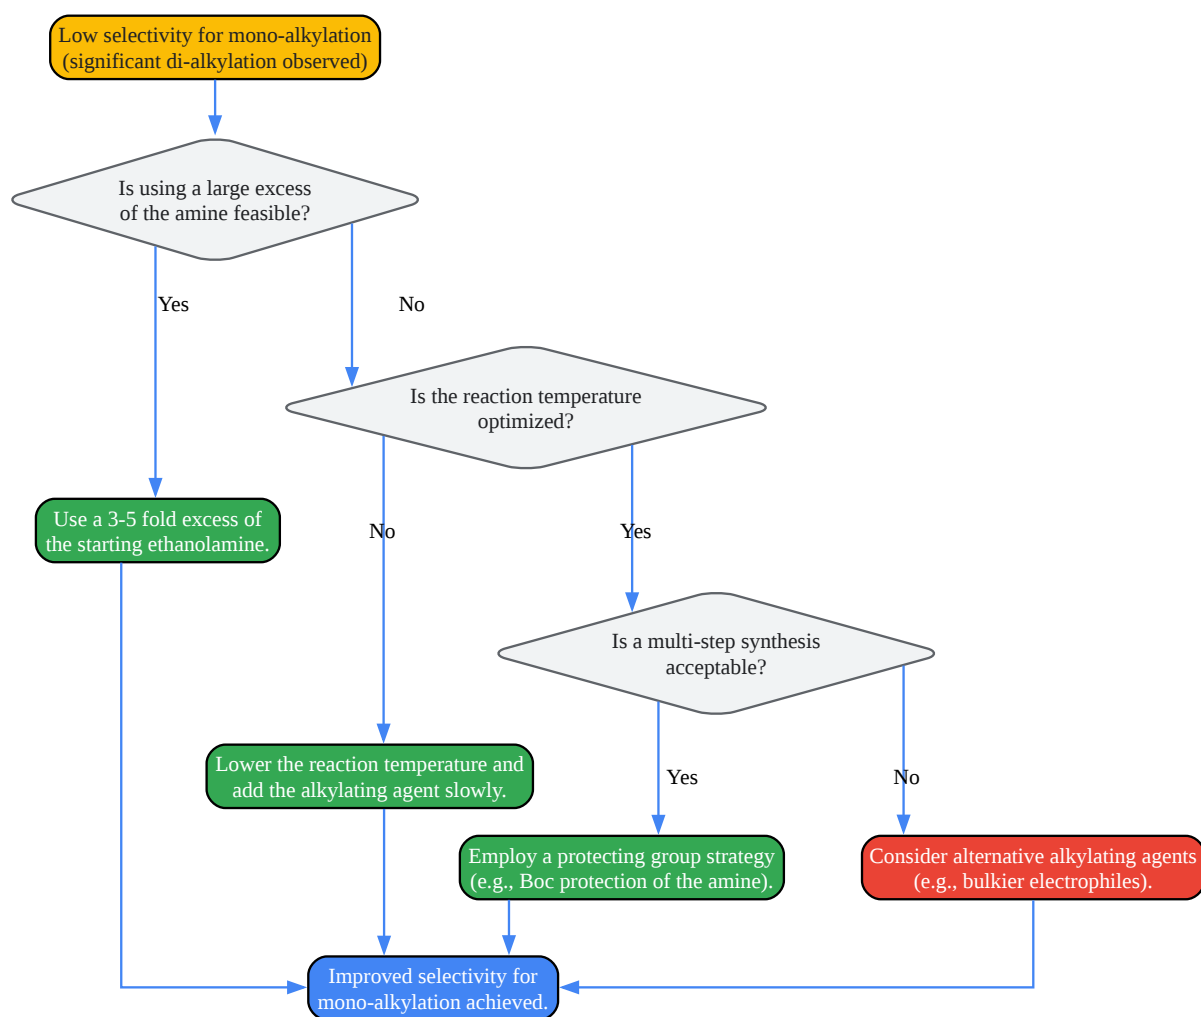 Low selectivity for mono-alkylation
(significant di-alkylation observed)
Is using a large excess
of the amine feasible?
Yes
No
Is the reaction temperature
optimized?
Use a 3-5 fold excess of
the starting ethanolamine.
No
Yes
Is a multi-step synthesis
acceptable?
Lower the reaction temperature and
add the alkylating agent slowly.
Yes
No
Employ a protecting group strategy
(e.g., Boc protection of the amine).
Consider alternative alkylating agents
(e.g., bulkier electrophiles).
Improved selectivity for
mono-alkylation achieved.